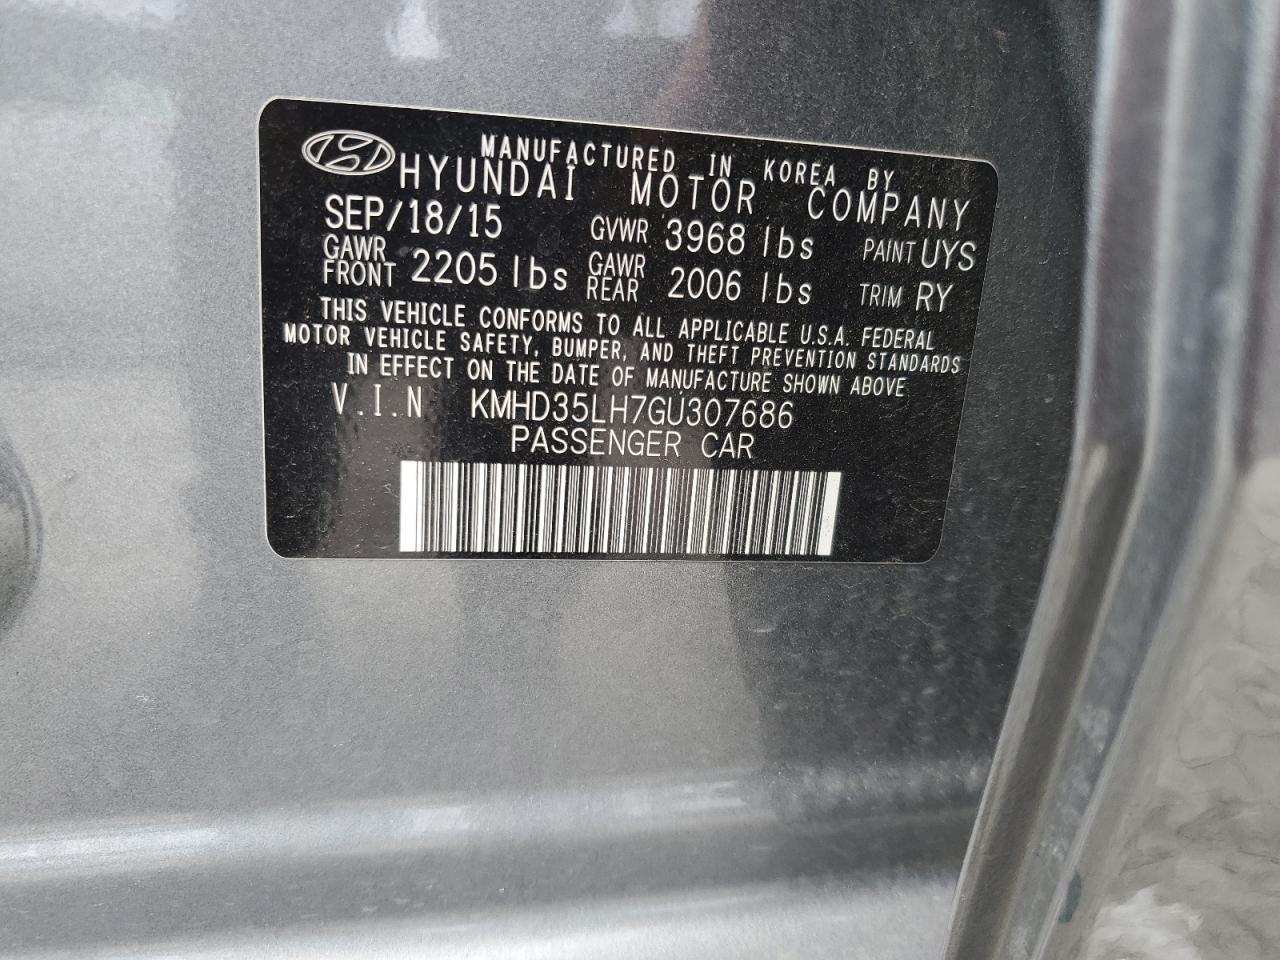 MANUFACTURED IN KOREA BY
HYUNDAI MOTOR COMPANY
SEP/18/15 GVWR 3968 lbs PAINT UYS
GAWR FRONT 2205 lbs GAWR REAR 2006 lbs TRIM RY
THIS VEHICLE CONFORMS TO ALL APPLICABLE U.S.A. FEDERAL
MOTOR VEHICLE SAFETY, BUMPER, AND THEFT PREVENTION STANDARDS
IN EFFECT ON THE DATE OF MANUFACTURE SHOWN ABOVE
V.I.N KMHD35LH7GU307686
PASSENGER CAR